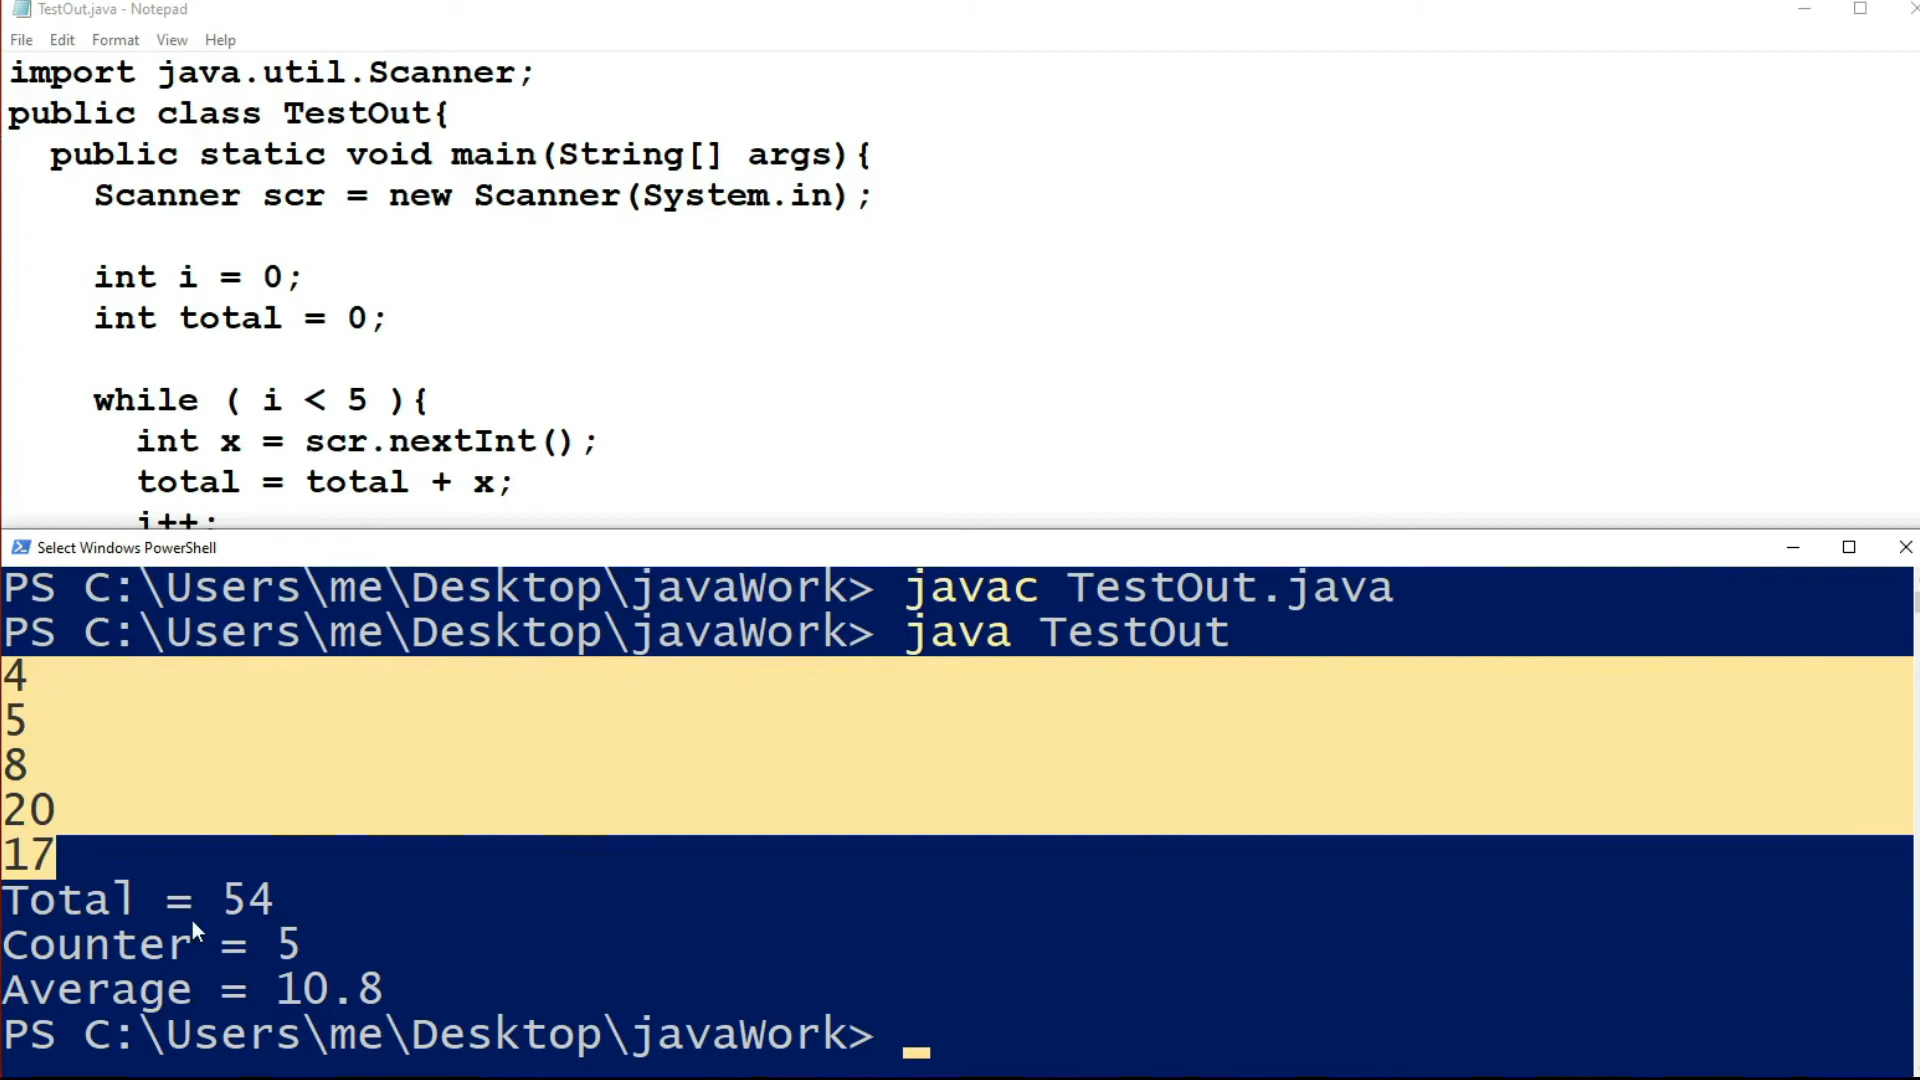 TestOut.java - Notepad
File Edit Format View Help
import java.util.Scanner;
public class TestOut{
public static void main(String[] args){
Scanner scr = new Scanner(System.in);
int i = 0;
int total = 0;
while ( i < 5 ){
int x = scr.nextInt();
total = total + x;
i++;
Select Windows PowerShell
PS C:\Users\me\Desktop\javaWork> javac TestOut.java
PS C:\Users\me\Desktop\javaWork> java TestOut
4
5
8
20
17
Total = 54
Counter = 5
Average = 10.8
PS C:\Users\me\Desktop\javaWork>